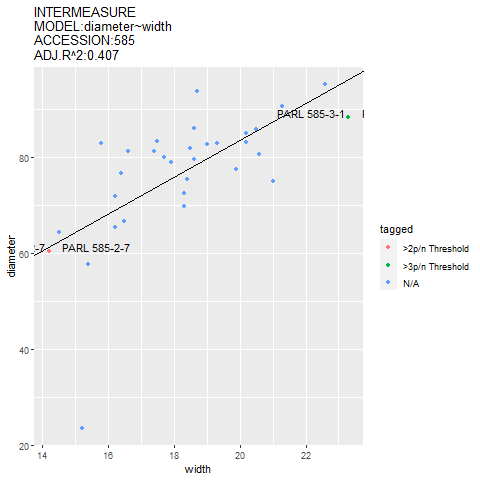 INTERMEASURE
MODEL:diameter~width
ACCESSION:585
ADJ.R^2:0.407
PARL 585-3-1
80
-7 PARL 585-2-7
60
40
20
diameter
14 16 18 20 22
width
tagged
>2p/n Threshold
>3p/n Threshold
N/A